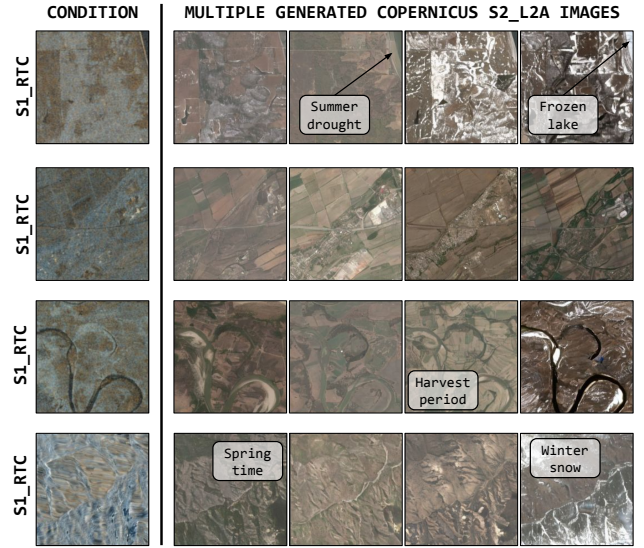 CONDITION
MULTIPLE GENERATED COPERNICUS S2_L2A IMAGES
S1_RTC
Summer
drought
Frozen
lake
S1_RTC
S1_RTC
Harvest
period
S1_RTC
Spring
time
Winter
snow